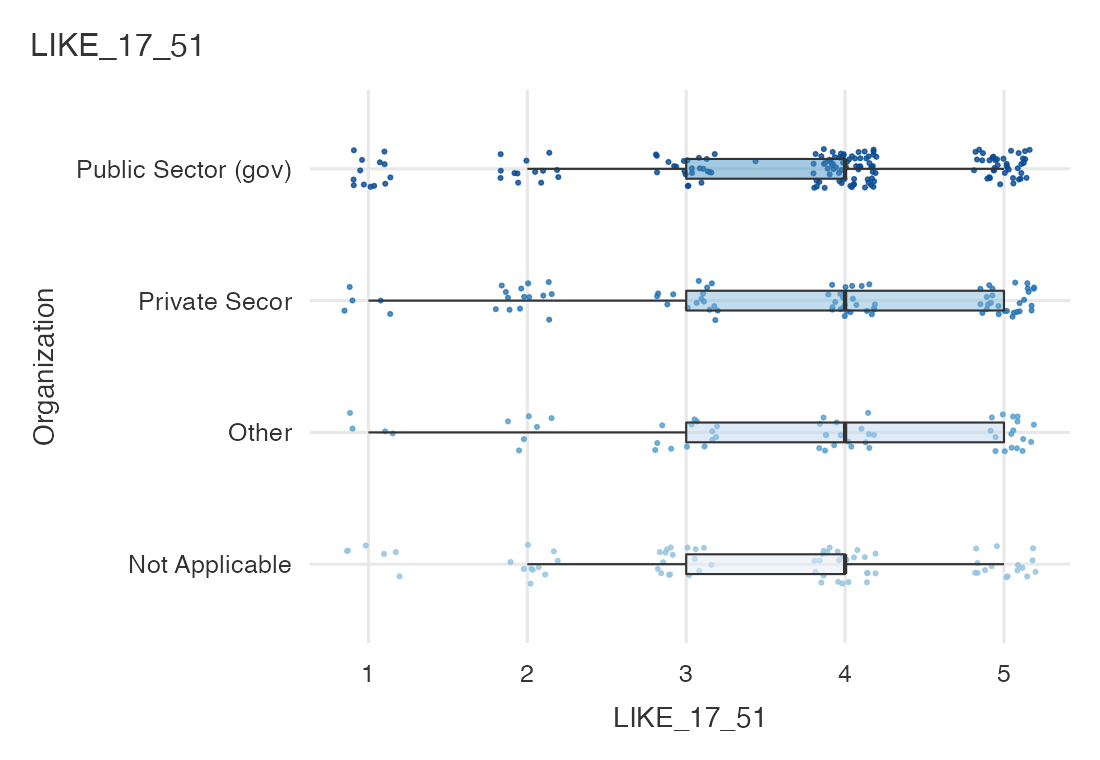 LIKE_17_51
Public Sector (gov)
Private Secor
Other
Not Applicable
Organization
1 2 3 4 5
LIKE_17_51